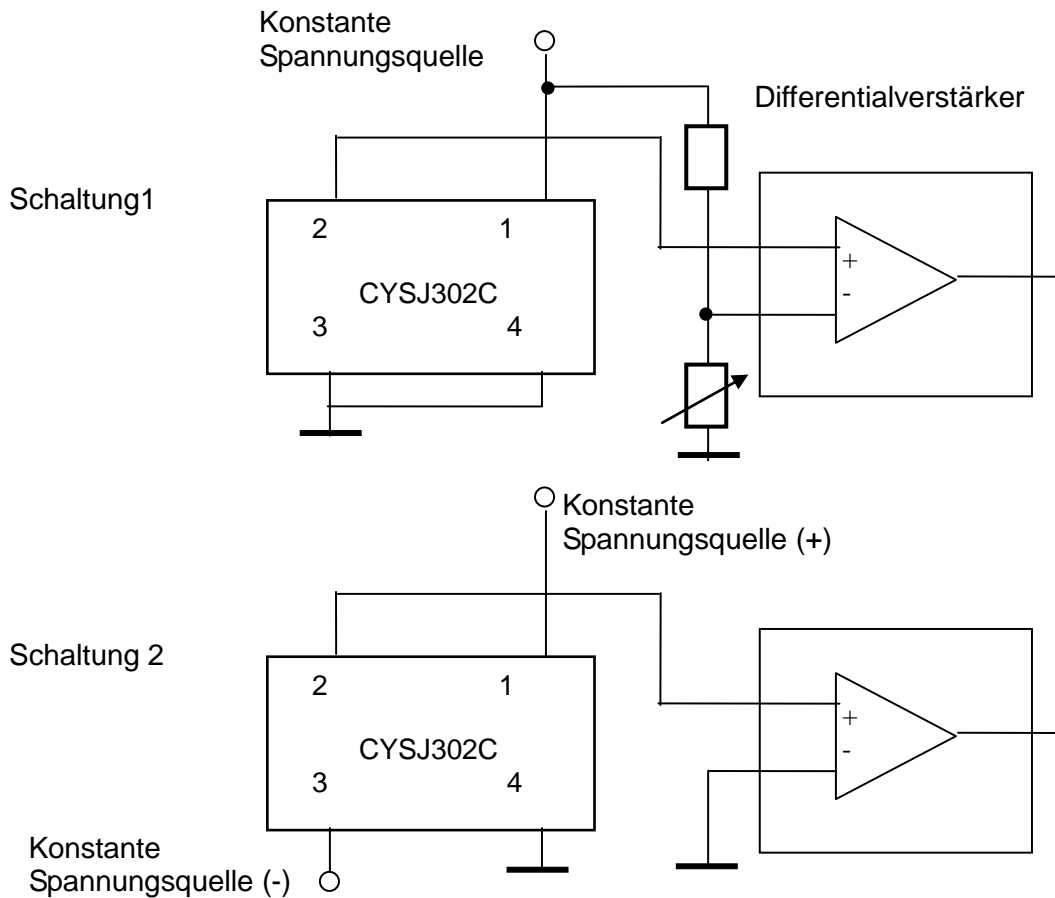 Konstante
Spannungsquelle
Differentialverstärker
Schaltung1
2 1
CYSJ302C
3 4
+
-
Konstante
Spannungsquelle (+)
Schaltung 2
2 1
CYSJ302C
3 4
+
-
Konstante
Spannungsquelle (-)